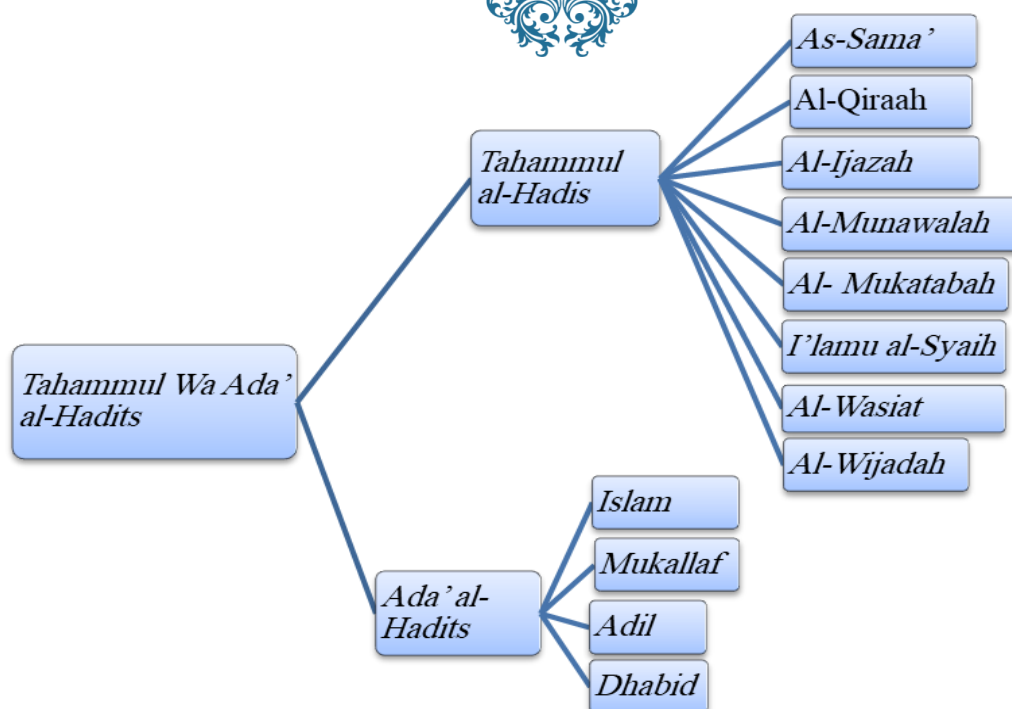 Tahammul Wa Ada’
al-Hadits
Tahammul
al-Hadis
As-Sama’
Al-Qiraah
Al-Ijazah
Al-Munawalah
Al- Mukatabah
I’lamu al-Syaih
Al-Wasiat
Al-Wijadah
Ada’ al-
Hadits
Islam
Mukallaf
Adil
Dhabid